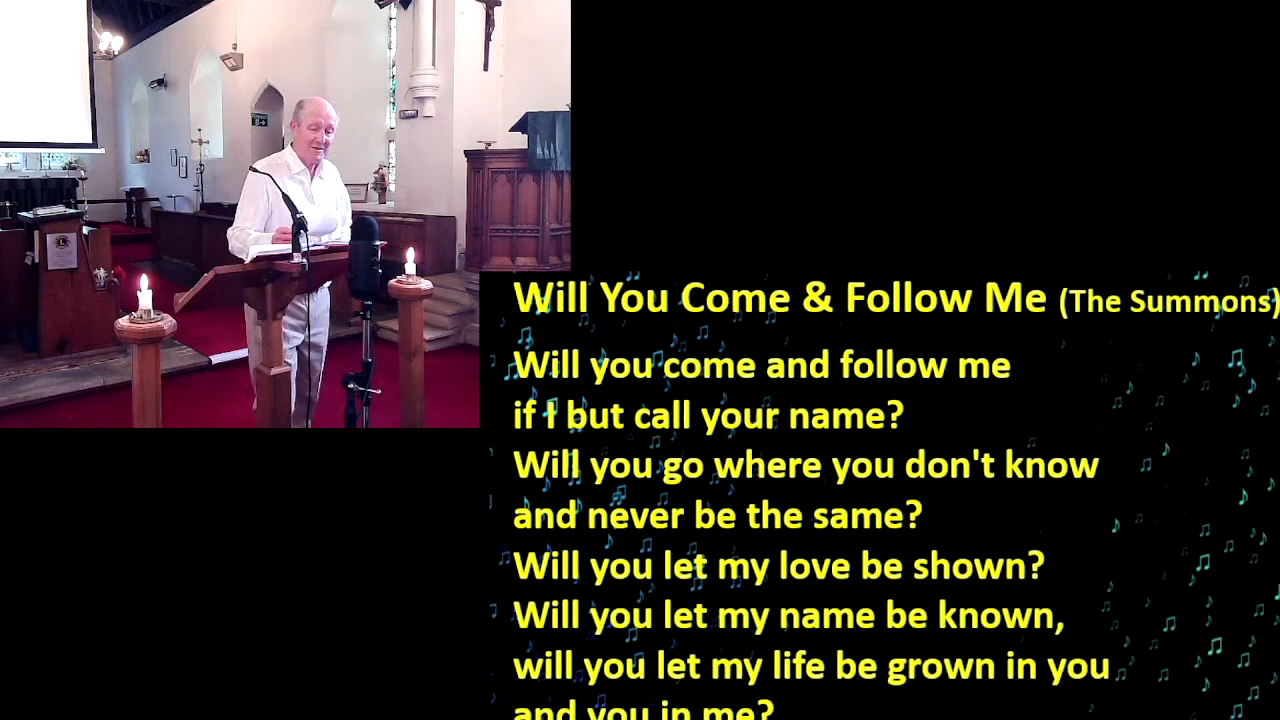 Will You Come & Follow Me (The Summons)
Will you come and follow me
if I but call your name?
Will you go where you don't know
and never be the same?
Will you let my love be shown?
Will you let my name be known,
will you let my life be grown in you
and you in me?